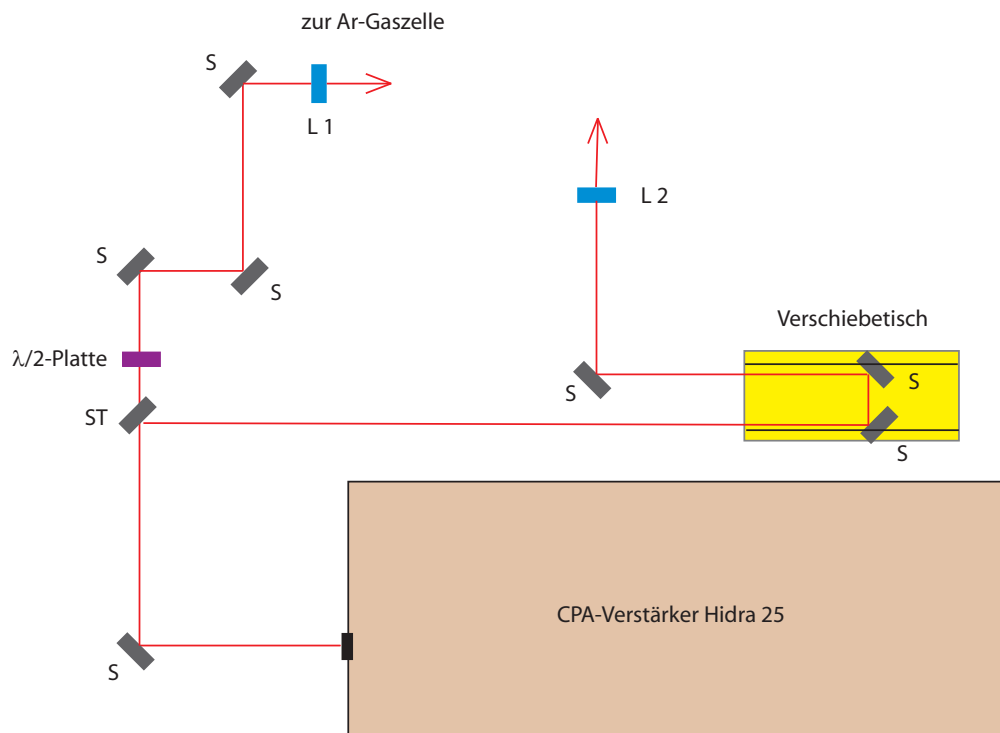 zur Ar-Gaszelle
S
L 1
L 2
S
S
Verschiebetisch
λ/2-Platte
S
S
ST
S
CPA-Verstärker Hidra 25
S